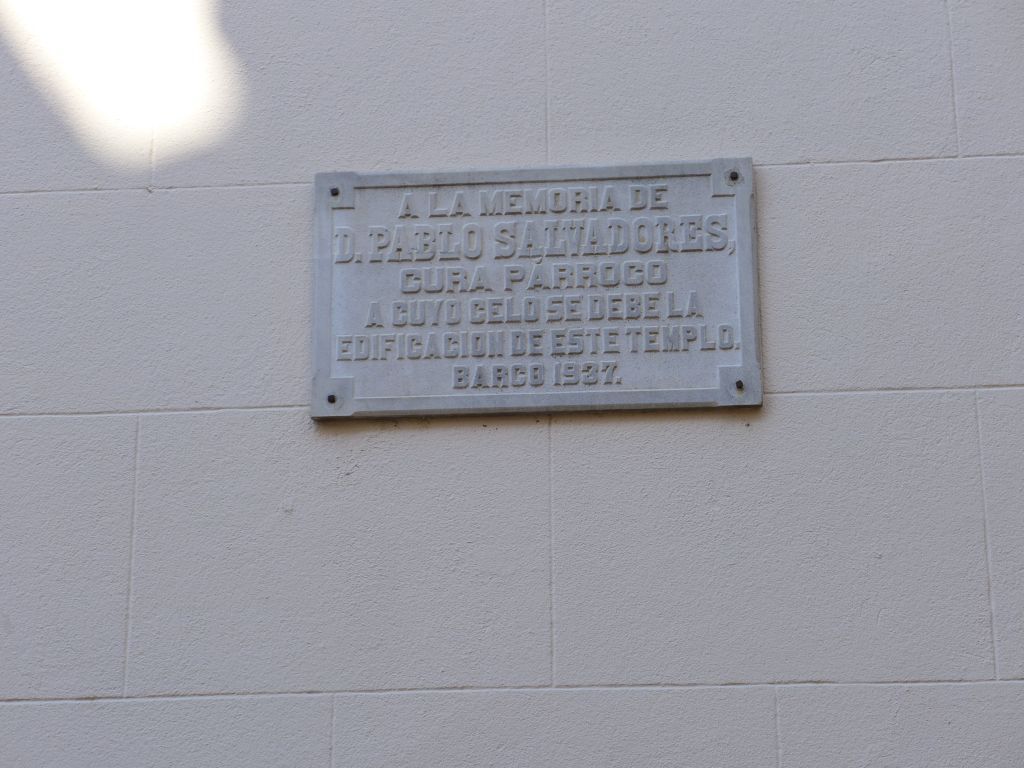 A LA MEMORIA DE
D. PABLO SALVADORES,
CURA PÁRROCO
A CUYO CELO SE DEBE LA
EDIFICACION DE ESTE TEMPLO.
BARCO 1937.